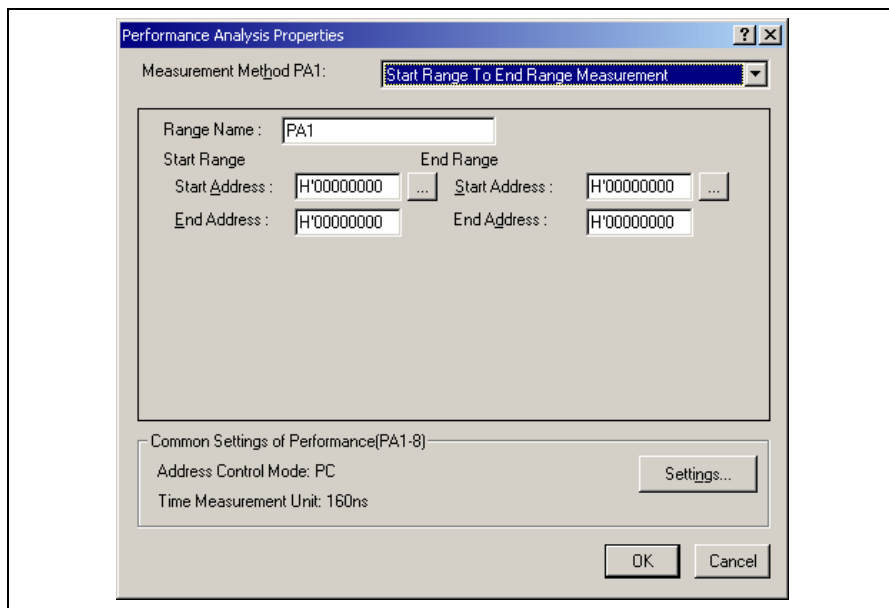 Performance Analysis Properties
Measurement Method PA1: Start Range To End Range Measurement
Range Name : PA1
Start Range End Range
Start Address : H'00000000 ... Start Address : H'00000000 ...
End Address : H'00000000 End Address : H'00000000
Common Settings of Performance(PA1-8)
Address Control Mode: PC
Settings...
Time Measurement Unit: 160ns
OK Cancel